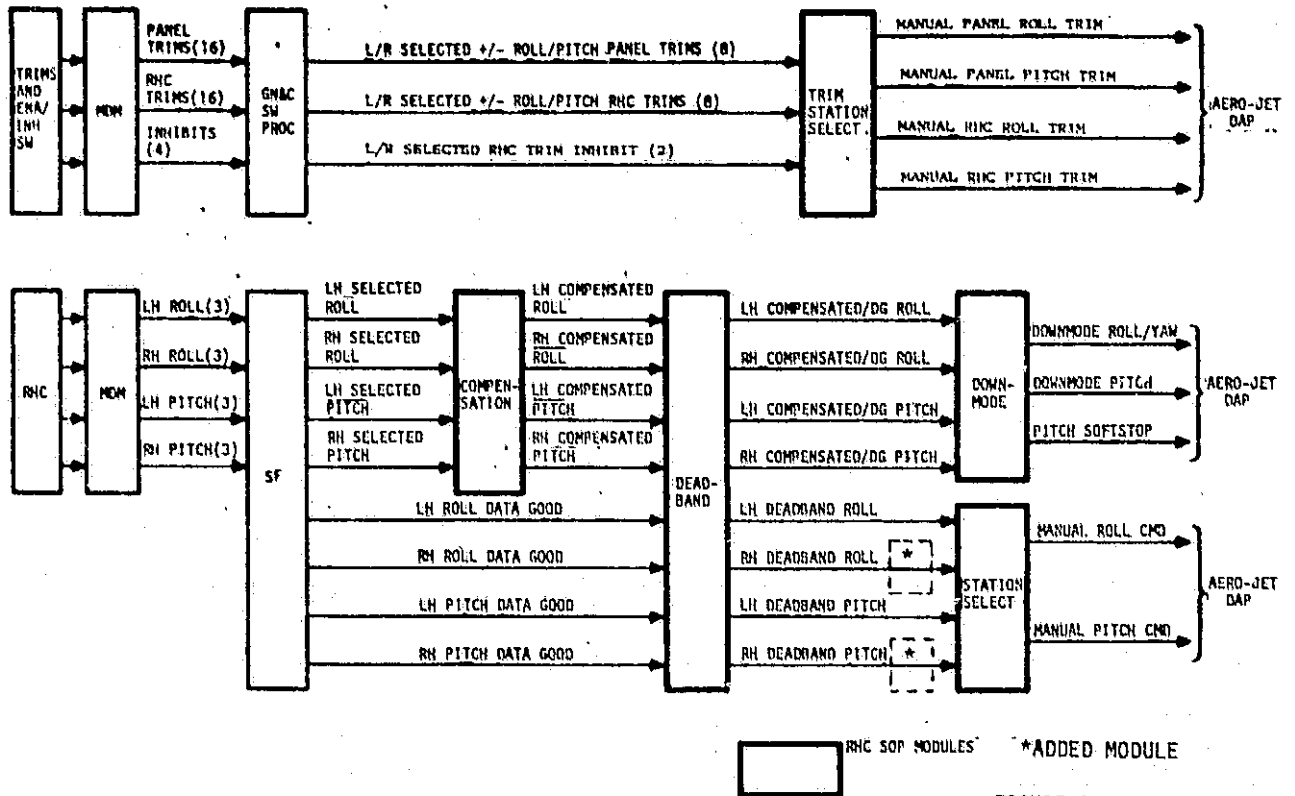 TRIMS
AND
ENA/
INH
SW
MDM
PANEL
TRIMS(16)
RHC
TRIMS(16)
INHIBITS
(4)
GN&C
SW
PROC
L/R SELECTED +/- ROLL/PITCH PANEL TRIMS (8)
L/R SELECTED +/- ROLL/PITCH RHC TRIMS (8)
L/R SELECTED RHC TRIM INHIBIT (2)
TRIM
STATION
SELECT
MANUAL PANEL ROLL TRIM
MANUAL PANEL PITCH TRIM
MANUAL RHC ROLL TRIM
MANUAL RHC PITCH TRIM
AERO-JET
DAP
RHC
MDM
LH ROLL(3)
RH ROLL(3)
LH PITCH(3)
RH PITCH(3)
SF
LH SELECTED
ROLL
RH SELECTED
ROLL
LH SELECTED
PITCH
RH SELECTED
PITCH
COMPEN-
SATION
LH COMPENSATED
ROLL
RH COMPENSATED
ROLL
LH COMPENSATED
PITCH
RH COMPENSATED
PITCH
LH ROLL DATA GOOD
RH ROLL DATA GOOD
LH PITCH DATA GOOD
RH PITCH DATA GOOD
DEAD-
BAND
LH COMPENSATED/DG ROLL
RH COMPENSATED/DG ROLL
LH COMPENSATED/DG PITCH
RH COMPENSATED/DG PITCH
LH DEADBAND ROLL
RH DEADBAND ROLL
*
LH DEADBAND PITCH
RH DEADBAND PITCH
*
DOWN-
MODE
DOWNMODE ROLL/YAW
DOWNMODE PITCH
PITCH SOFTSTOP
AERO-JET
DAP
STATION
SELECT
MANUAL ROLL CMD
MANUAL PITCH CMD
AERO-JET
DAP
RHC SOP MODULES
*ADDED MODULE